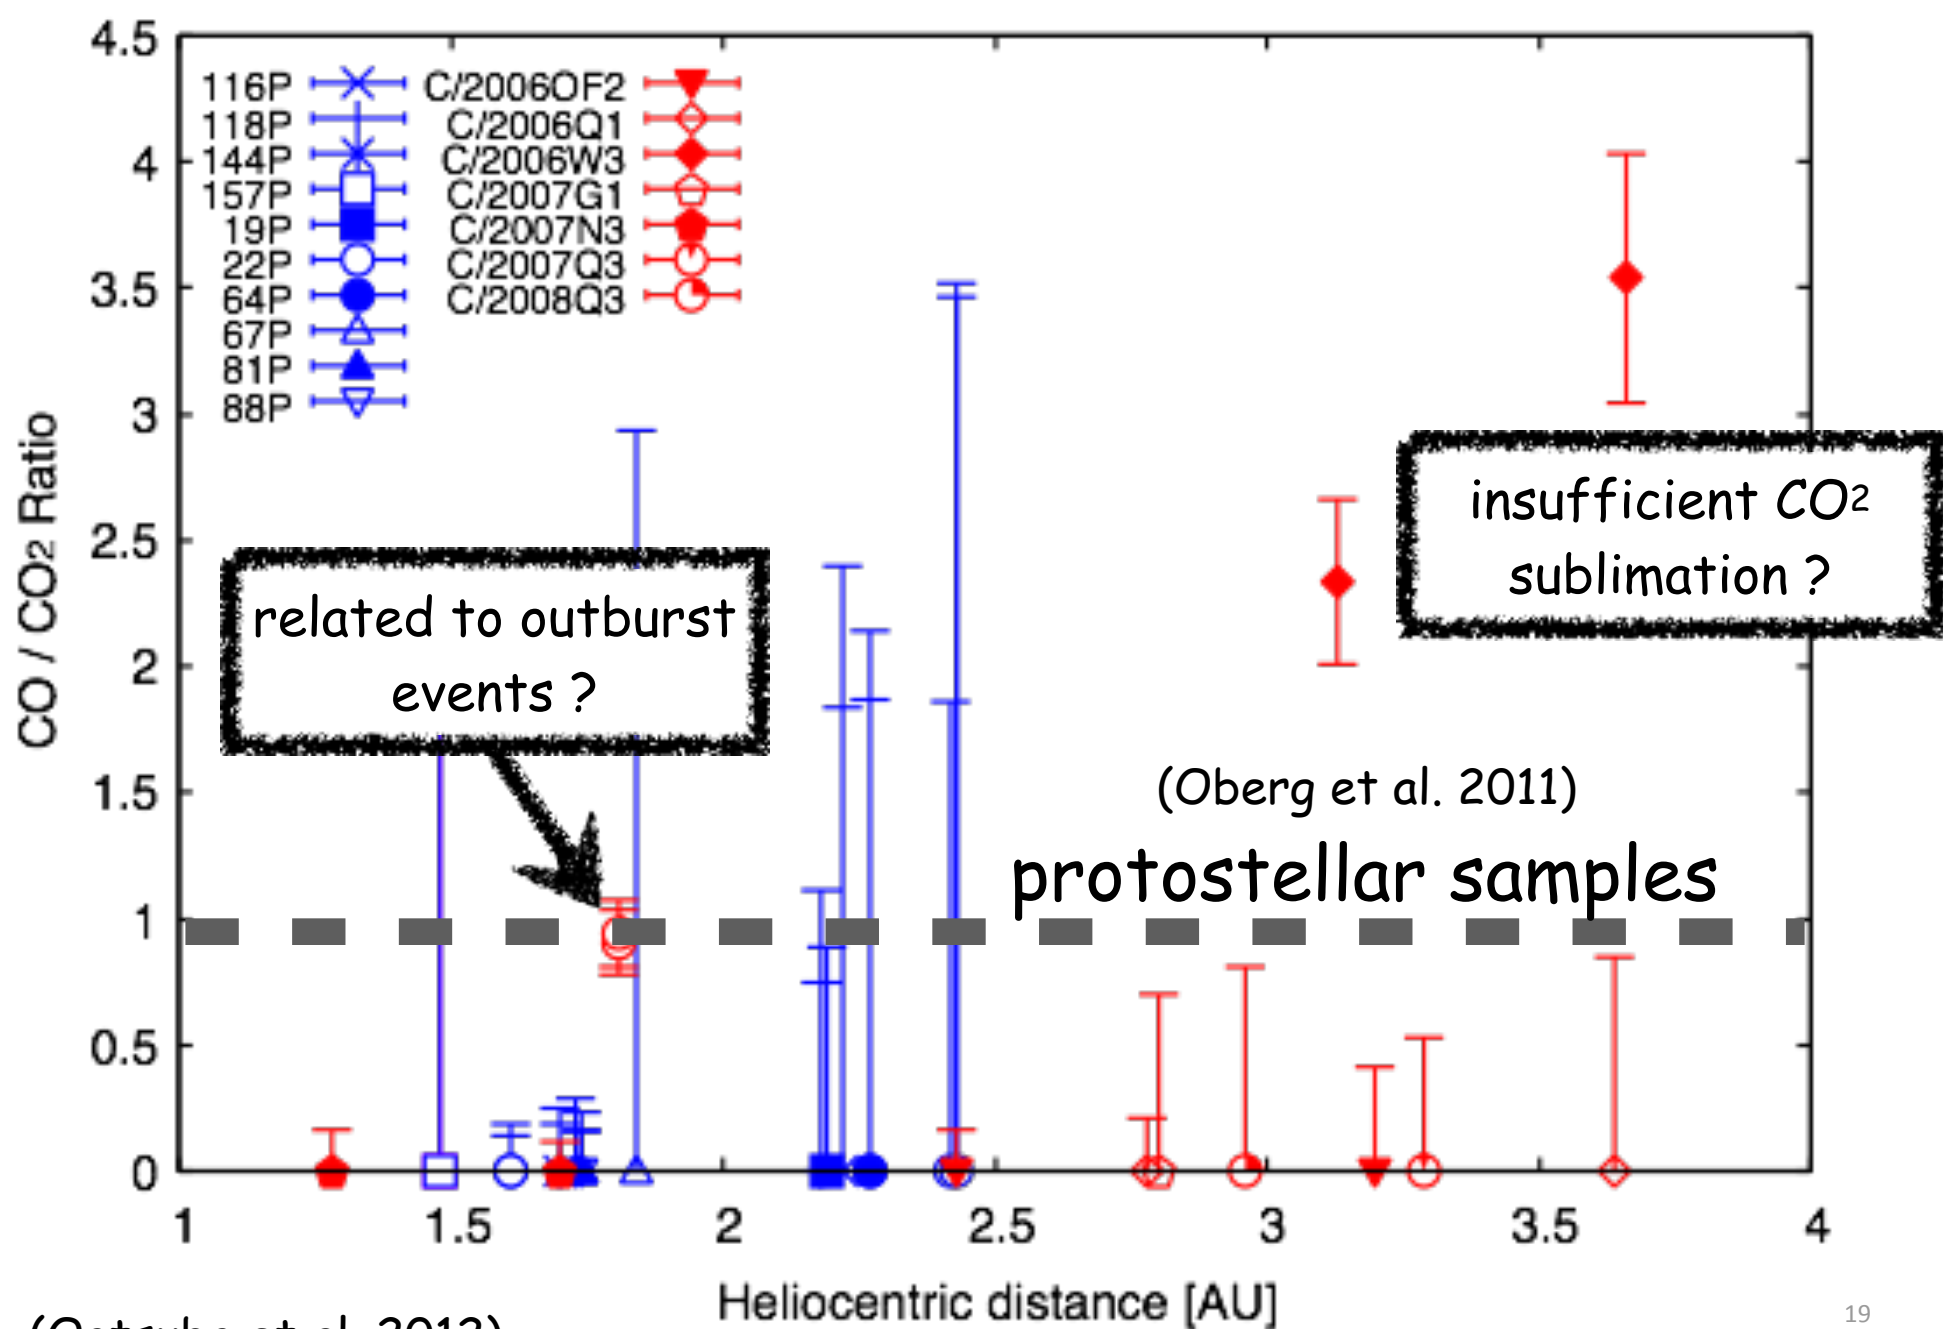 4.5
4
3.5
3
2.5
2
1.5
1
0.5
0
CO / CO2 Ratio
116P
118P
144P
157P
19P
22P
64P
67P
81P
88P
C/2006OF2
C/2006Q1
C/2006W3
C/2007G1
C/2007N3
C/2007Q3
C/2008Q3
insufficient CO2
sublimation ?
related to outburst
events ?
(Oberg et al. 2011)
protostellar samples
1 1.5 2 2.5 3 3.5 4
Heliocentric distance [AU]
et al. 2012)
19